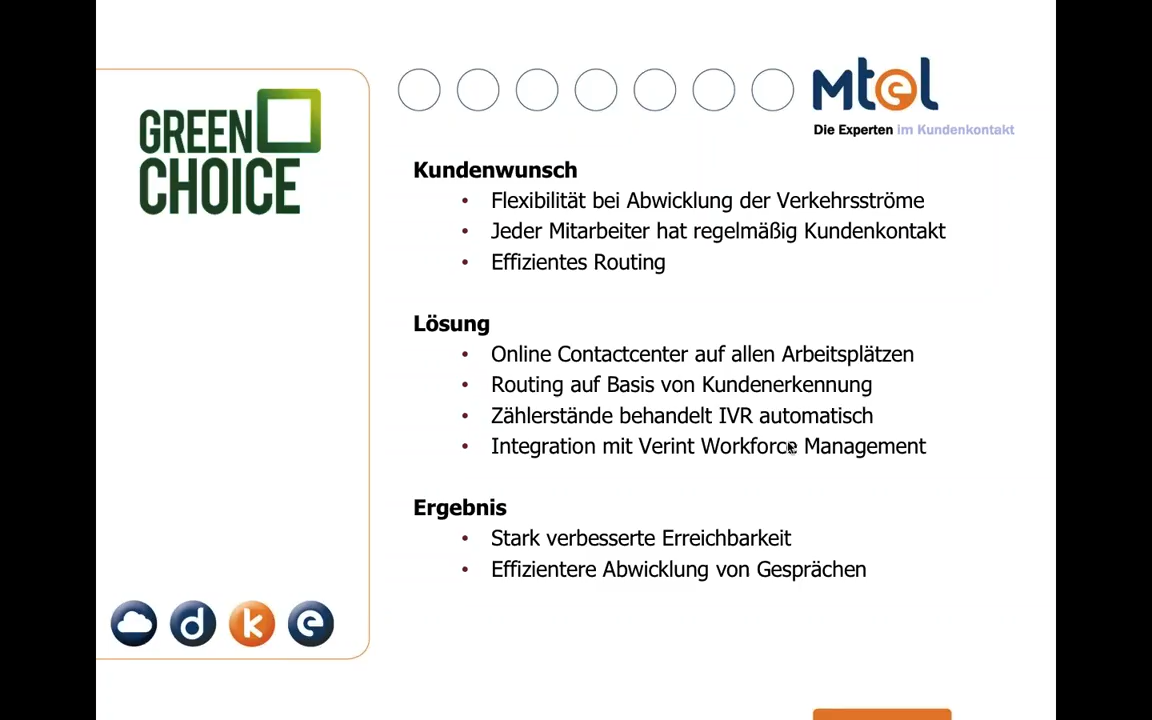 GREEN
CHOICE
mtel
Die Experten im Kundenkontakt
Kundenwunsch
• Flexibilität bei Abwicklung der Verkehrsströme
• Jeder Mitarbeiter hat regelmäßig Kundenkontakt
• Effizientes Routing
Lösung
• Online Contactcenter auf allen Arbeitsplätzen
• Routing auf Basis von Kundenerkennung
• Zählerstände behandelt IVR automatisch
• Integration mit Verint Workforce Management
Ergebnis
• Stark verbesserte Erreichbarkeit
• Effizientere Abwicklung von Gesprächen
d k e